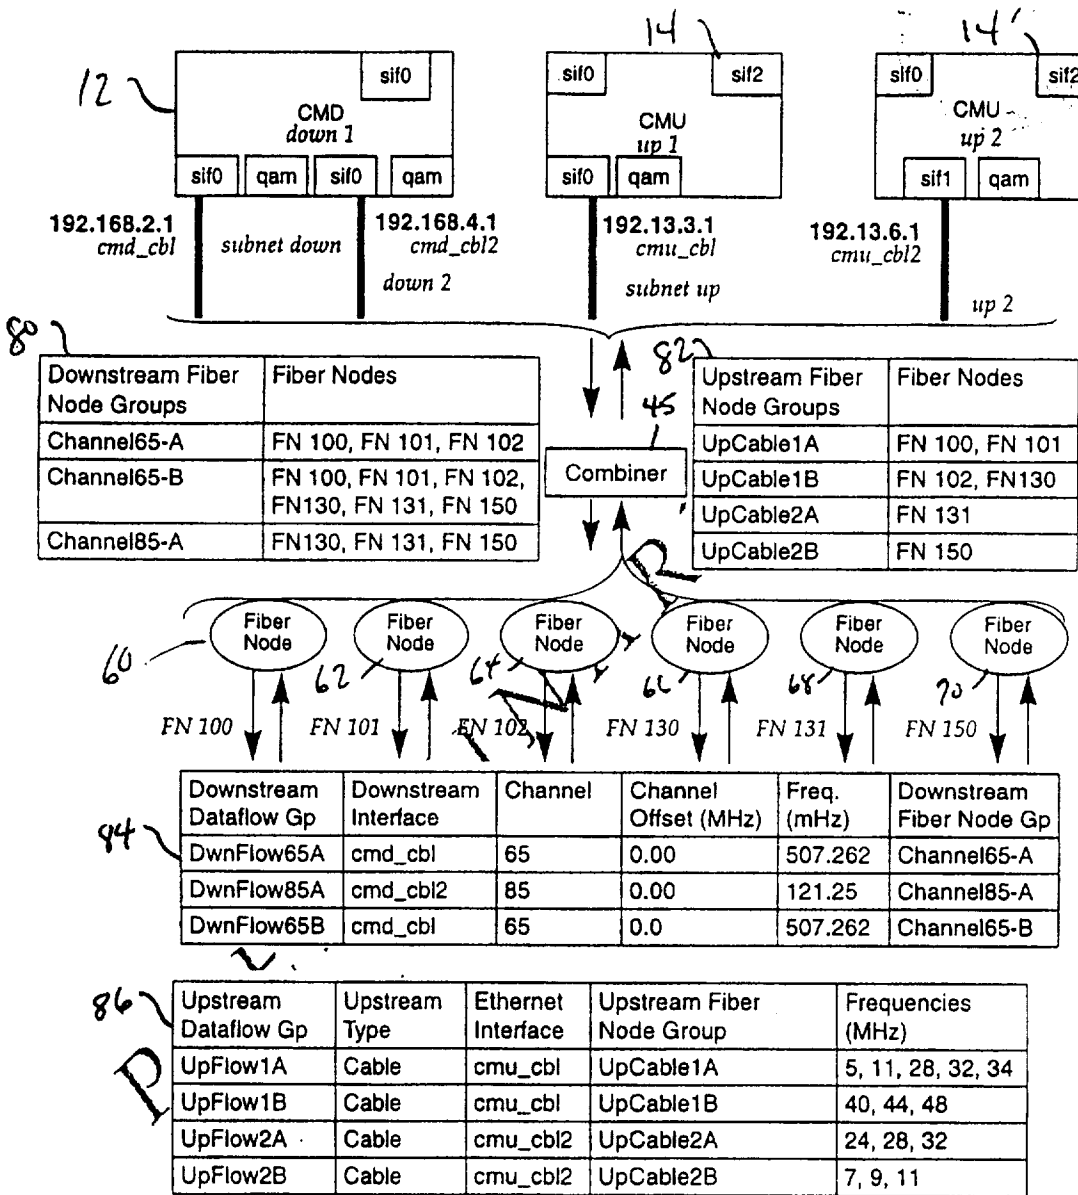 12
14
14'
sif0
CMD
down 1
sif0 qam sif0 qam
sif0 sif2
CMU
up 1
sif0 qam
sif0 sif2
CMU
up 2
sif1 qam
192.168.2.1
cmd_cbl
subnet down
192.168.4.1
cmd_cbl2
down 2
192.13.3.1
cmu_cbl
subnet up
192.13.6.1
cmu_cbl2
up 2
80
Downstream Fiber Node Groups Fiber Nodes
Channel65-A FN 100, FN 101, FN 102
Channel65-B FN 100, FN 101, FN 102,
FN130, FN 131, FN 150
Channel85-A FN130, FN 131, FN 150
45
Combiner
82
Upstream Fiber Node Groups Fiber Nodes
UpCable1A FN 100, FN 101
UpCable1B FN 102, FN130
UpCable2A FN 131
UpCable2B FN 150
Fiber Node Fiber Node Fiber Node Fiber Node Fiber Node Fiber Node
60 62 64 66 68 70
FN 100 FN 101 FN 102 FN 130 FN 131 FN 150
84
Downstream Dataflow Gp Downstream Interface Channel Channel Offset (MHz) Freq. (mHz) Downstream Fiber Node Gp
DwnFlow65A cmd_cbl 65 0.00 507.262 Channel65-A
DwnFlow85A cmd_cbl2 85 0.00 121.25 Channel85-A
DwnFlow65B cmd_cbl 65 0.0 507.262 Channel65-B
86
Upstream Dataflow Gp Upstream Type Ethernet Interface Upstream Fiber Node Group Frequencies (MHz)
UpFlow1A Cable cmu_cbl UpCable1A 5, 11, 28, 32, 34
UpFlow1B Cable cmu_cbl UpCable1B 40, 44, 48
UpFlow2A Cable cmu_cbl2 UpCable2A 24, 28, 32
UpFlow2B Cable cmu_cbl2 UpCable2B 7, 9, 11